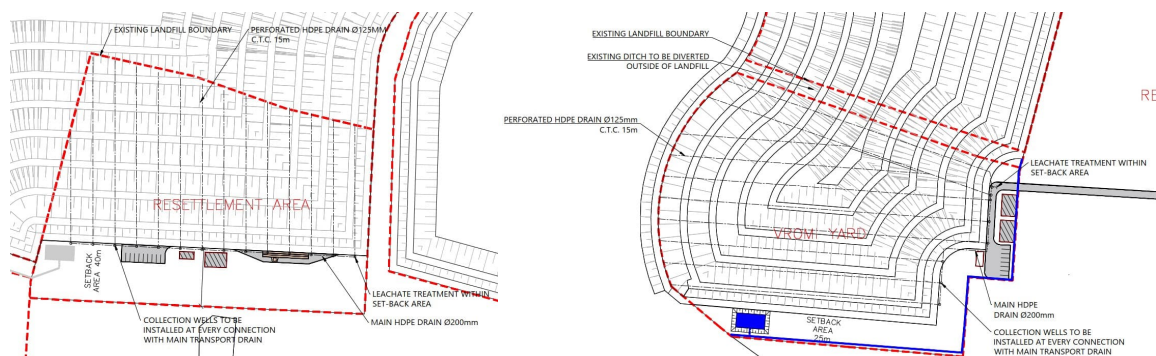 EXISTING LANDFILL BOUNDARY
PERFORATED HDPE DRAIN Ø125MM
C.T.C. 15m
RESETTLEMENT AREA
SETBACK
AREA 40m
LEACHATE TREATMENT WITHIN
SET-BACK AREA
COLLECTION WELLS TO BE
INSTALLED AT EVERY CONNECTION
WITH MAIN TRANSPORT DRAIN
MAIN HDPE DRAIN Ø200mm
EXISTING LANDFILL BOUNDARY
EXISTING DITCH TO BE DIVERTED
OUTSIDE OF LANDFILL
PERFORATED HDPE DRAIN Ø125mm
C.T.C. 15m
RE
LEACHATE TREATMENT WITHIN
SET-BACK AREA
VROM YARD
MAIN HDPE
DRAIN Ø200mm
SETBACK
AREA
25m
COLLECTION WELLS TO BE
INSTALLED AT EVERY CONNECTION
WITH MAIN TRANSPORT DRAIN